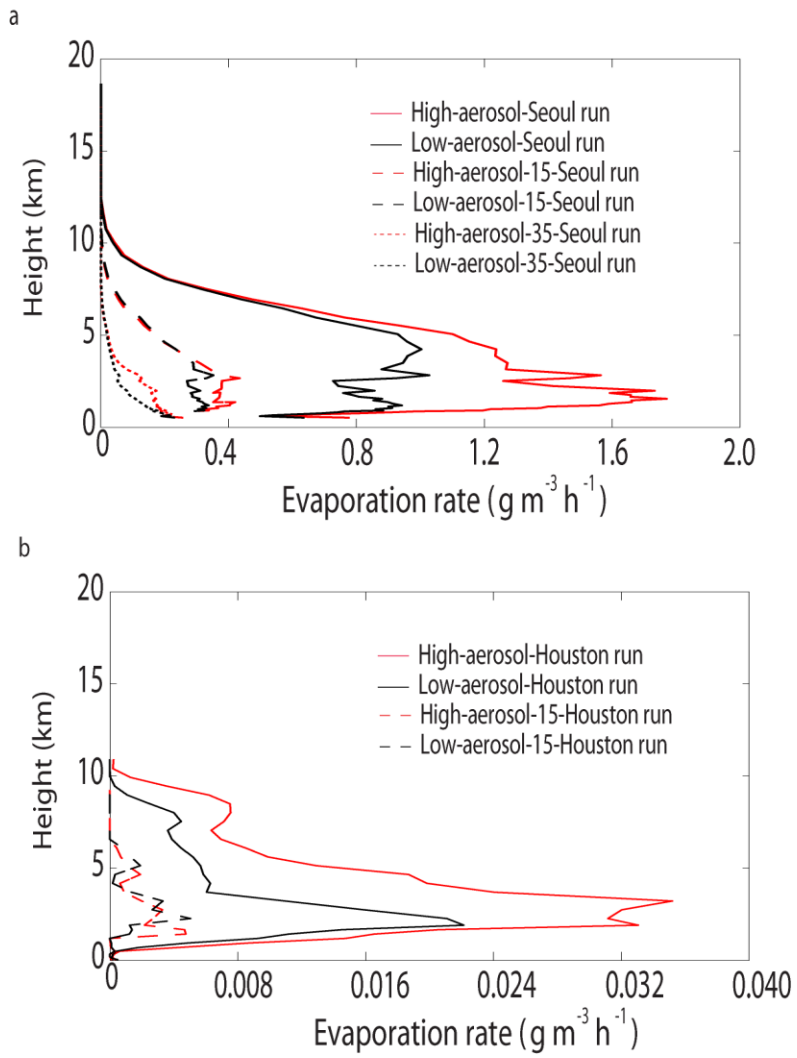 a
20
15
10
5
0
Height (km)
High-aerosol-Seoul run
Low-aerosol-Seoul run
High-aerosol-15-Seoul run
Low-aerosol-15-Seoul run
High-aerosol-35-Seoul run
Low-aerosol-35-Seoul run
0 0.4 0.8 1.2 1.6 2.0
Evaporation rate (g m⁻³ h⁻¹)
b
20
15
10
5
0
Height (km)
High-aerosol-Houston run
Low-aerosol-Houston run
High-aerosol-15-Houston run
Low-aerosol-15-Houston run
0 0.008 0.016 0.024 0.032 0.040
Evaporation rate (g m⁻³ h⁻¹)